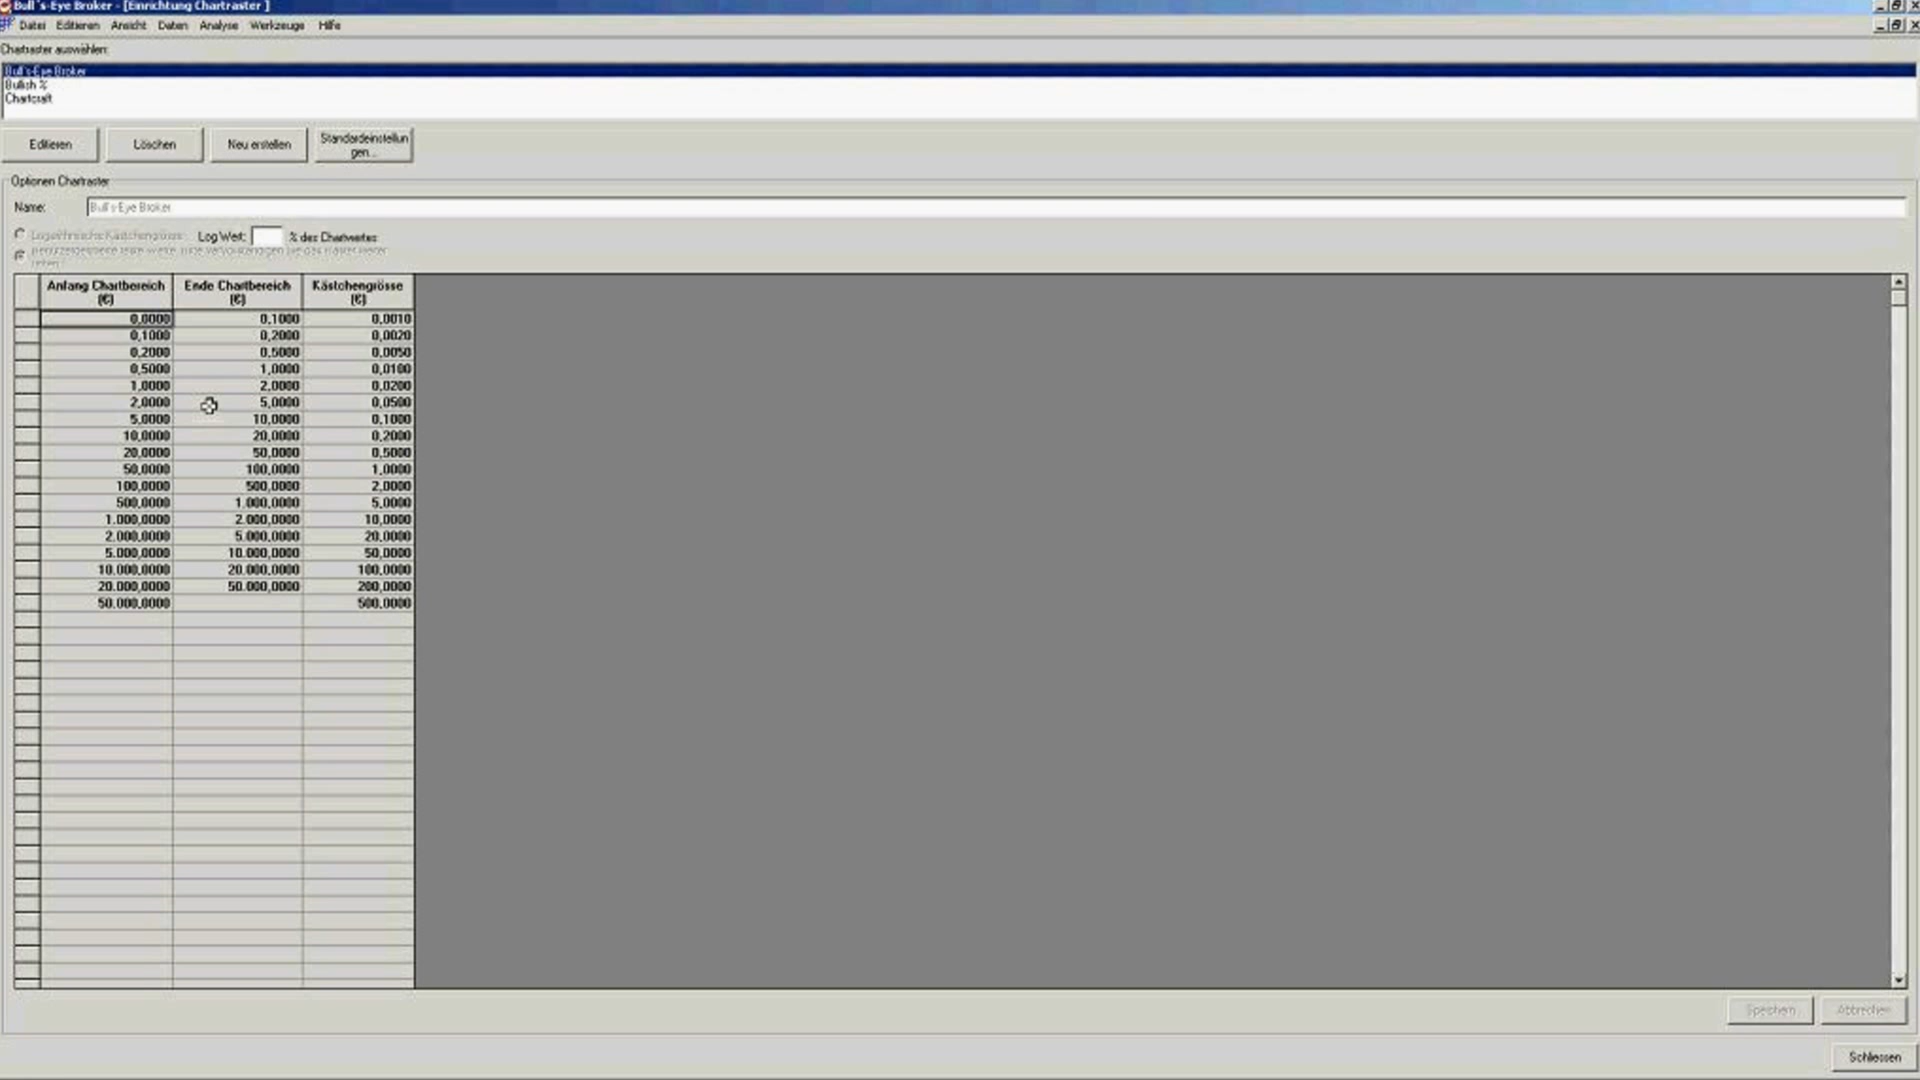 Bull´s-Eye Broker - [Einrichtung Chartraster ]
Datei Editieren Ansicht Daten Analyse Werkzeuge Hilfe
Chartraster auswählen:
Bull's-Eye Broker
Bullish %
Chartcraft
Editieren Löschen Neu erstellen Standardeinstellun
gen...
Optionen Chartraster
Name: Bull's-Eye Broker
Logarithmische Kästchengrösse: Log Wert: % des Chartwertes
Anfang Chartbereich Ende Chartbereich Kästchengrösse
(€) (€) (€)
0,0000 0,1000 0,0010
0,1000 0,2000 0,0020
0,2000 0,5000 0,0050
0,5000 1,0000 0,0100
1,0000 2,0000 0,0200
2,0000 5,0000 0,0500
5,0000 10,0000 0,1000
10,0000 20,0000 0,2000
20,0000 50,0000 0,5000
50,0000 100,0000 1,0000
100,0000 500,0000 2,0000
500,0000 1.000,0000 5,0000
1.000,0000 2.000,0000 10,0000
2.000,0000 5.000,0000 20,0000
5.000,0000 10.000,0000 50,0000
10.000,0000 20.000,0000 100,0000
20.000,0000 50.000,0000 200,0000
50.000,0000 500,0000
Speichern Abbrechen
Schliessen